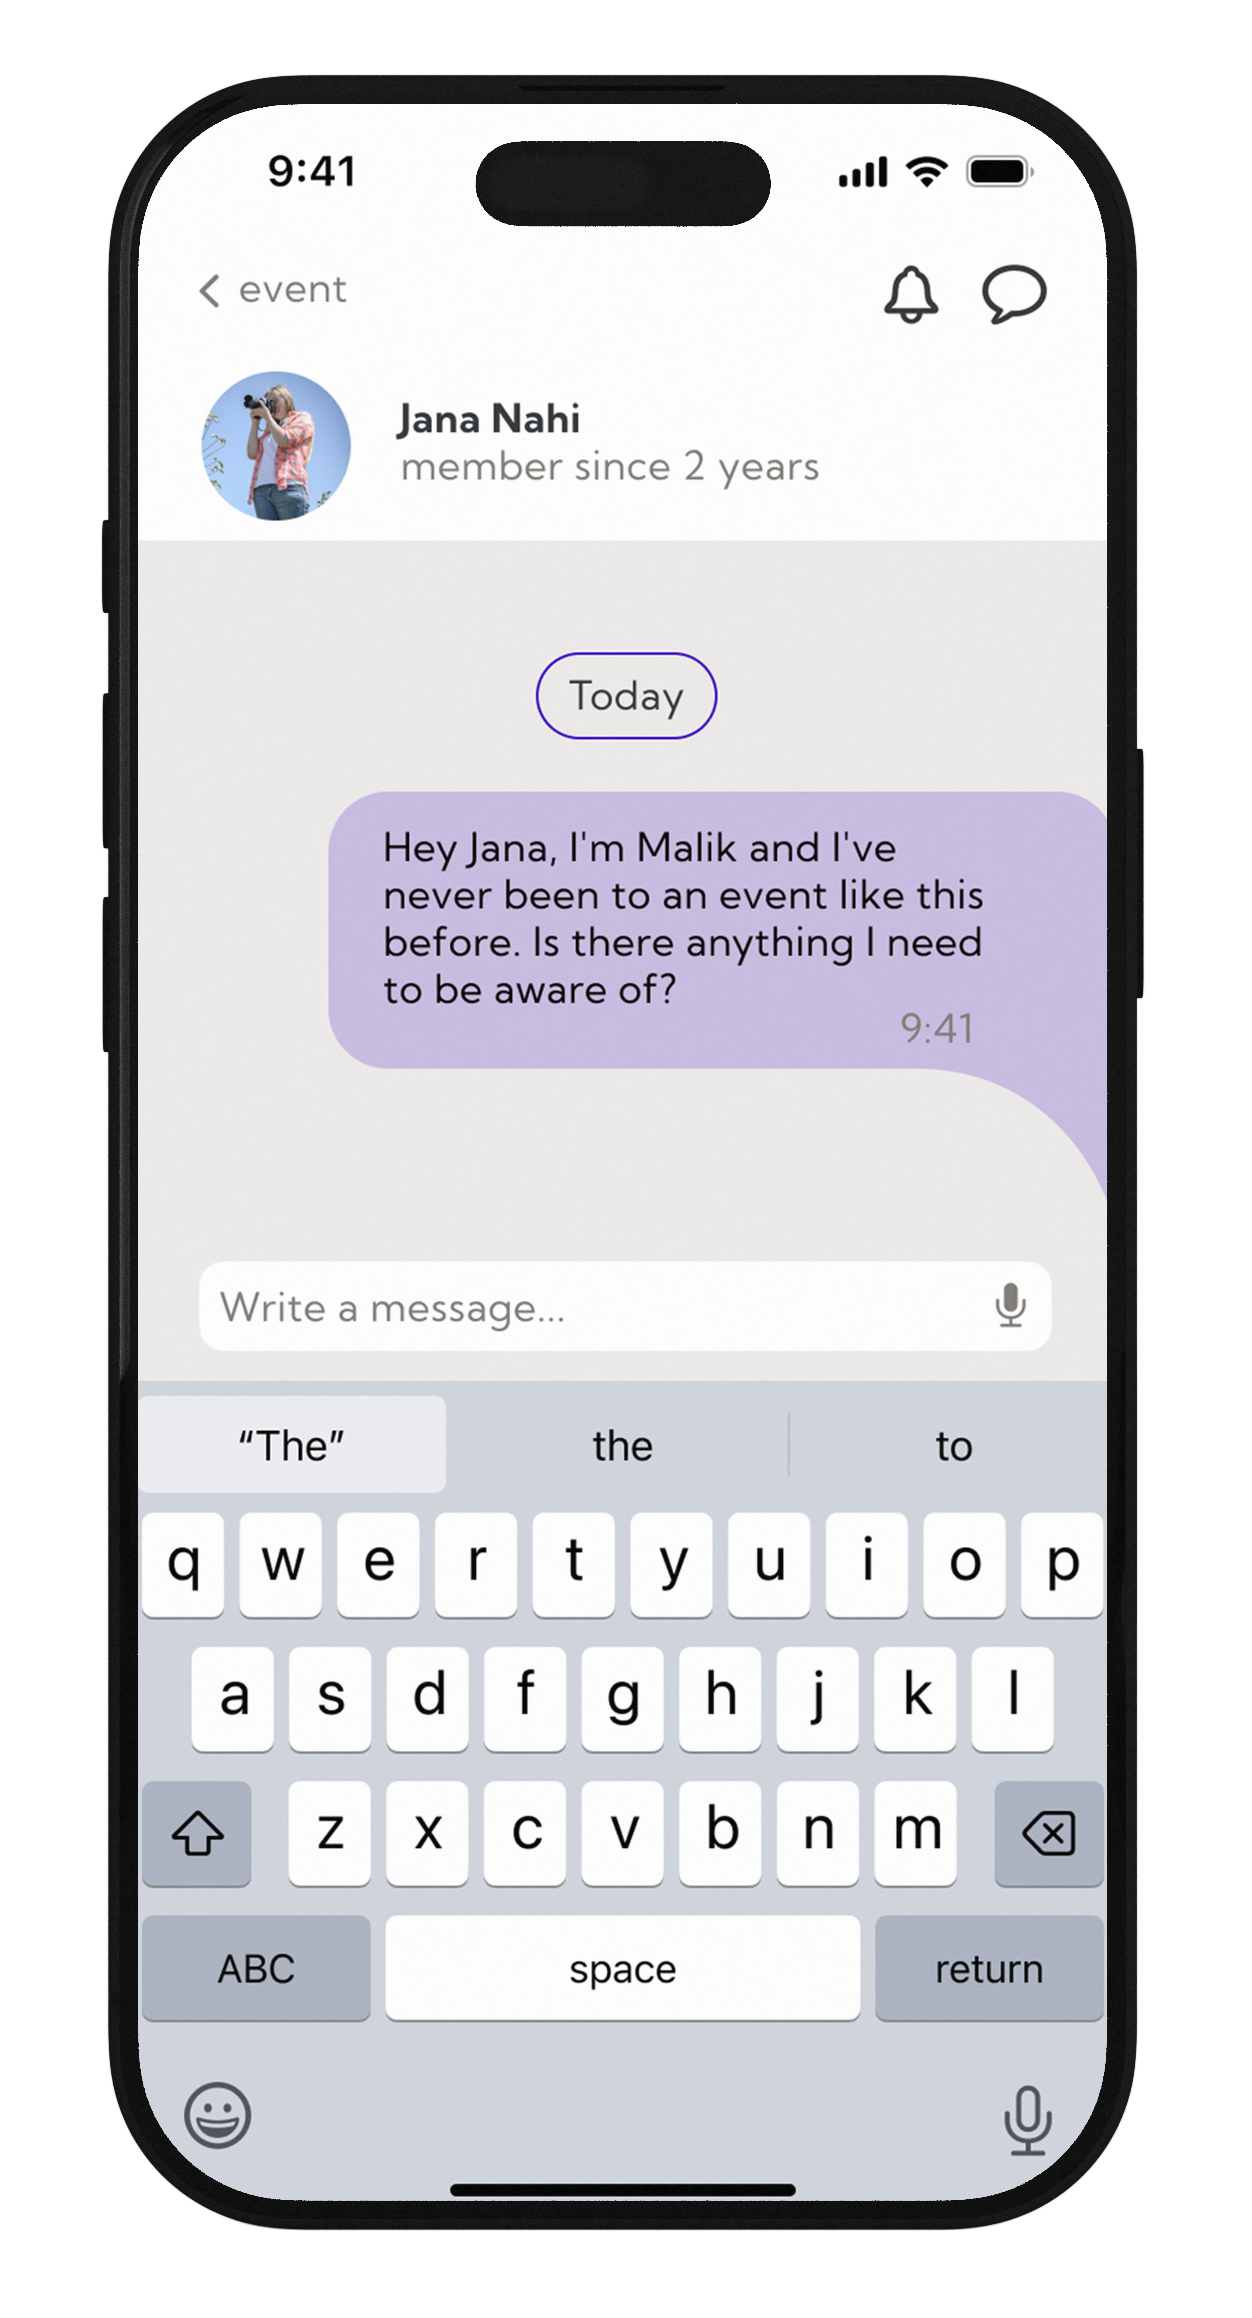 9:41
event
Jana Nahi
member since 2 years
Today
Hey Jana, I'm Malik and I've
never been to an event like this
before. Is there anything I need
to be aware of?
9:41
Write a message...
“The” the to
q w e r t y u i o p
a s d f g h j k l
z x c v b n m
ABC space return